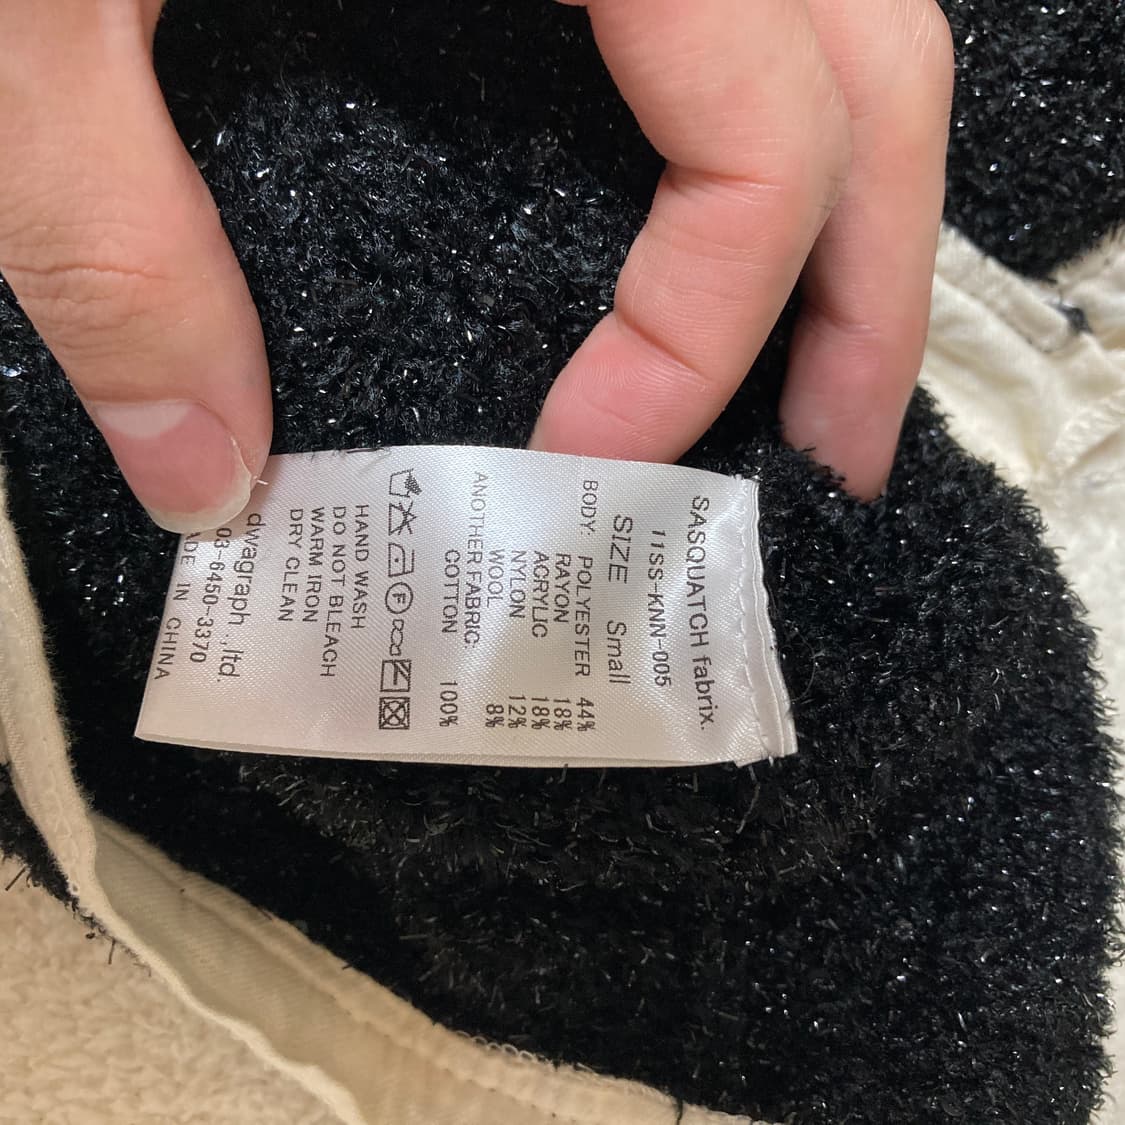 SASQUATCH fabrix.
11SS-KNN-005
SIZE Small
BODY: POLYESTER 44%
RAYON 18%
ACRYLIC 18%
NYLON 12%
WOOL 8%
ANOTHER FABRIC:
COTTON 100%
F
HAND WASH
DO NOT BLEACH
WARM IRON
DRY CLEAN
dwagraph .,ltd.
03-6450-3370
ADE IN CHINA